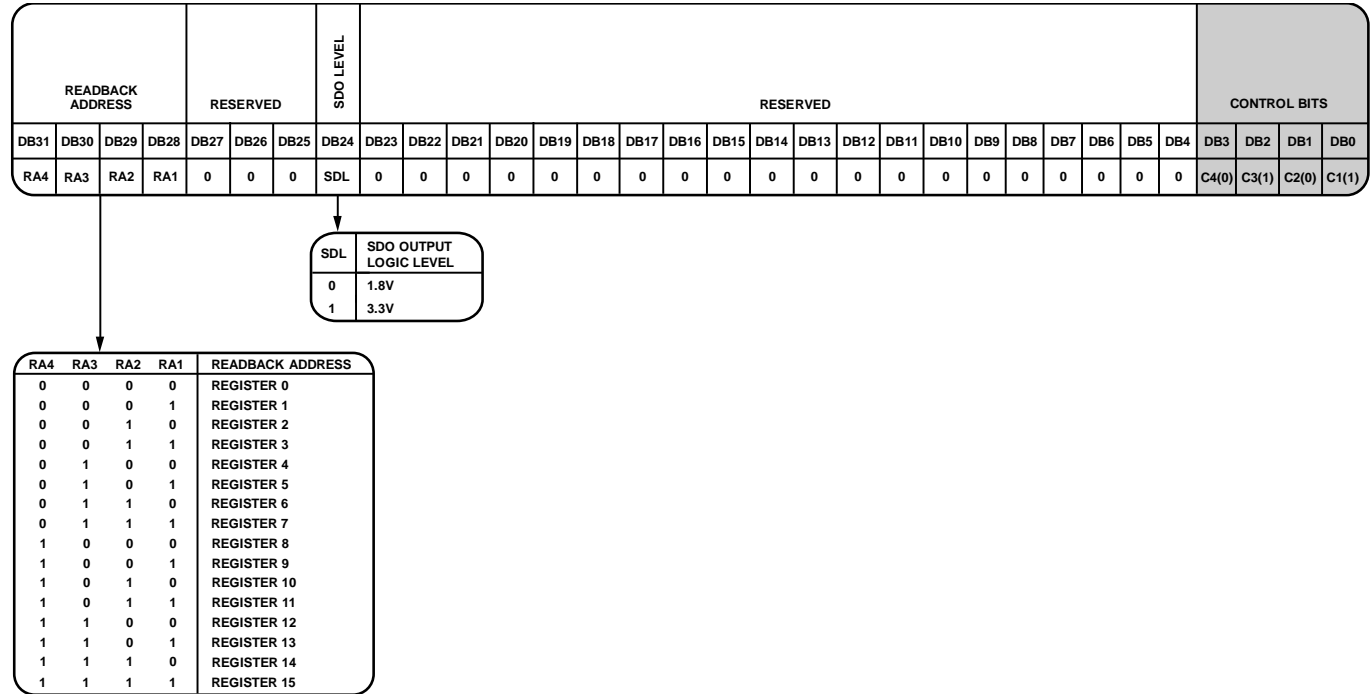 READBACK
ADDRESS
RESERVED
SDO LEVEL
RESERVED
CONTROL BITS
DB31 DB30 DB29 DB28 DB27 DB26 DB25 DB24 DB23 DB22 DB21 DB20 DB19 DB18 DB17 DB16 DB15 DB14 DB13 DB12 DB11 DB10 DB9 DB8 DB7 DB6 DB5 DB4 DB3 DB2 DB1 DB0
RA4 RA3 RA2 RA1 0 0 0 SDL 0 0 0 0 0 0 0 0 0 0 0 0 0 0 0 0 0 0 0 0 C4(0) C3(1) C2(0) C1(1)
SDL SDO OUTPUT
LOGIC LEVEL
0 1.8V
1 3.3V
RA4 RA3 RA2 RA1 READBACK ADDRESS
0 0 0 0 REGISTER 0
0 0 0 1 REGISTER 1
0 0 1 0 REGISTER 2
0 0 1 1 REGISTER 3
0 1 0 0 REGISTER 4
0 1 0 1 REGISTER 5
0 1 1 0 REGISTER 6
0 1 1 1 REGISTER 7
1 0 0 0 REGISTER 8
1 0 0 1 REGISTER 9
1 0 1 0 REGISTER 10
1 0 1 1 REGISTER 11
1 1 0 0 REGISTER 12
1 1 0 1 REGISTER 13
1 1 1 0 REGISTER 14
1 1 1 1 REGISTER 15